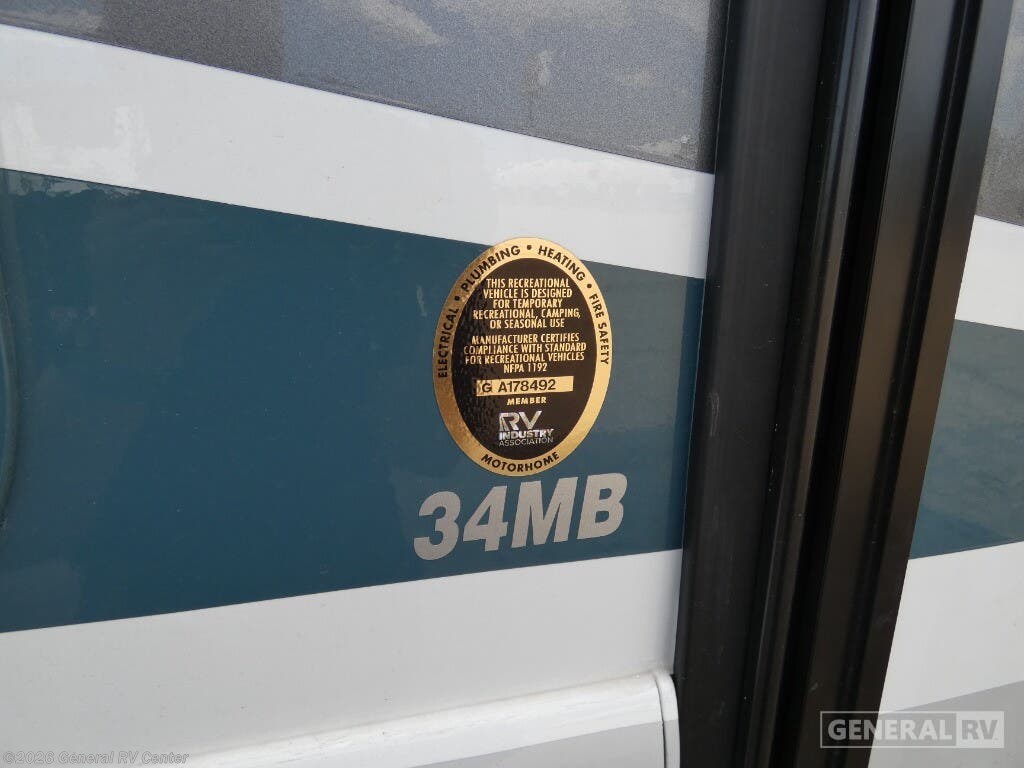 ELECTRICAL • PLUMBING • HEATING • FIRE SAFETY
THIS RECREATIONAL
VEHICLE IS DESIGNED
FOR TEMPORARY
RECREATIONAL, CAMPING,
OR SEASONAL USE
MANUFACTURER CERTIFIES
COMPLIANCE WITH STANDARD
FOR RECREATIONAL VEHICLES
NFPA 1192
G A178492
MEMBER
RV
INDUSTRY
ASSOCIATION
MOTORHOME
34MB
GENERAL RV
©2026 General RV Center